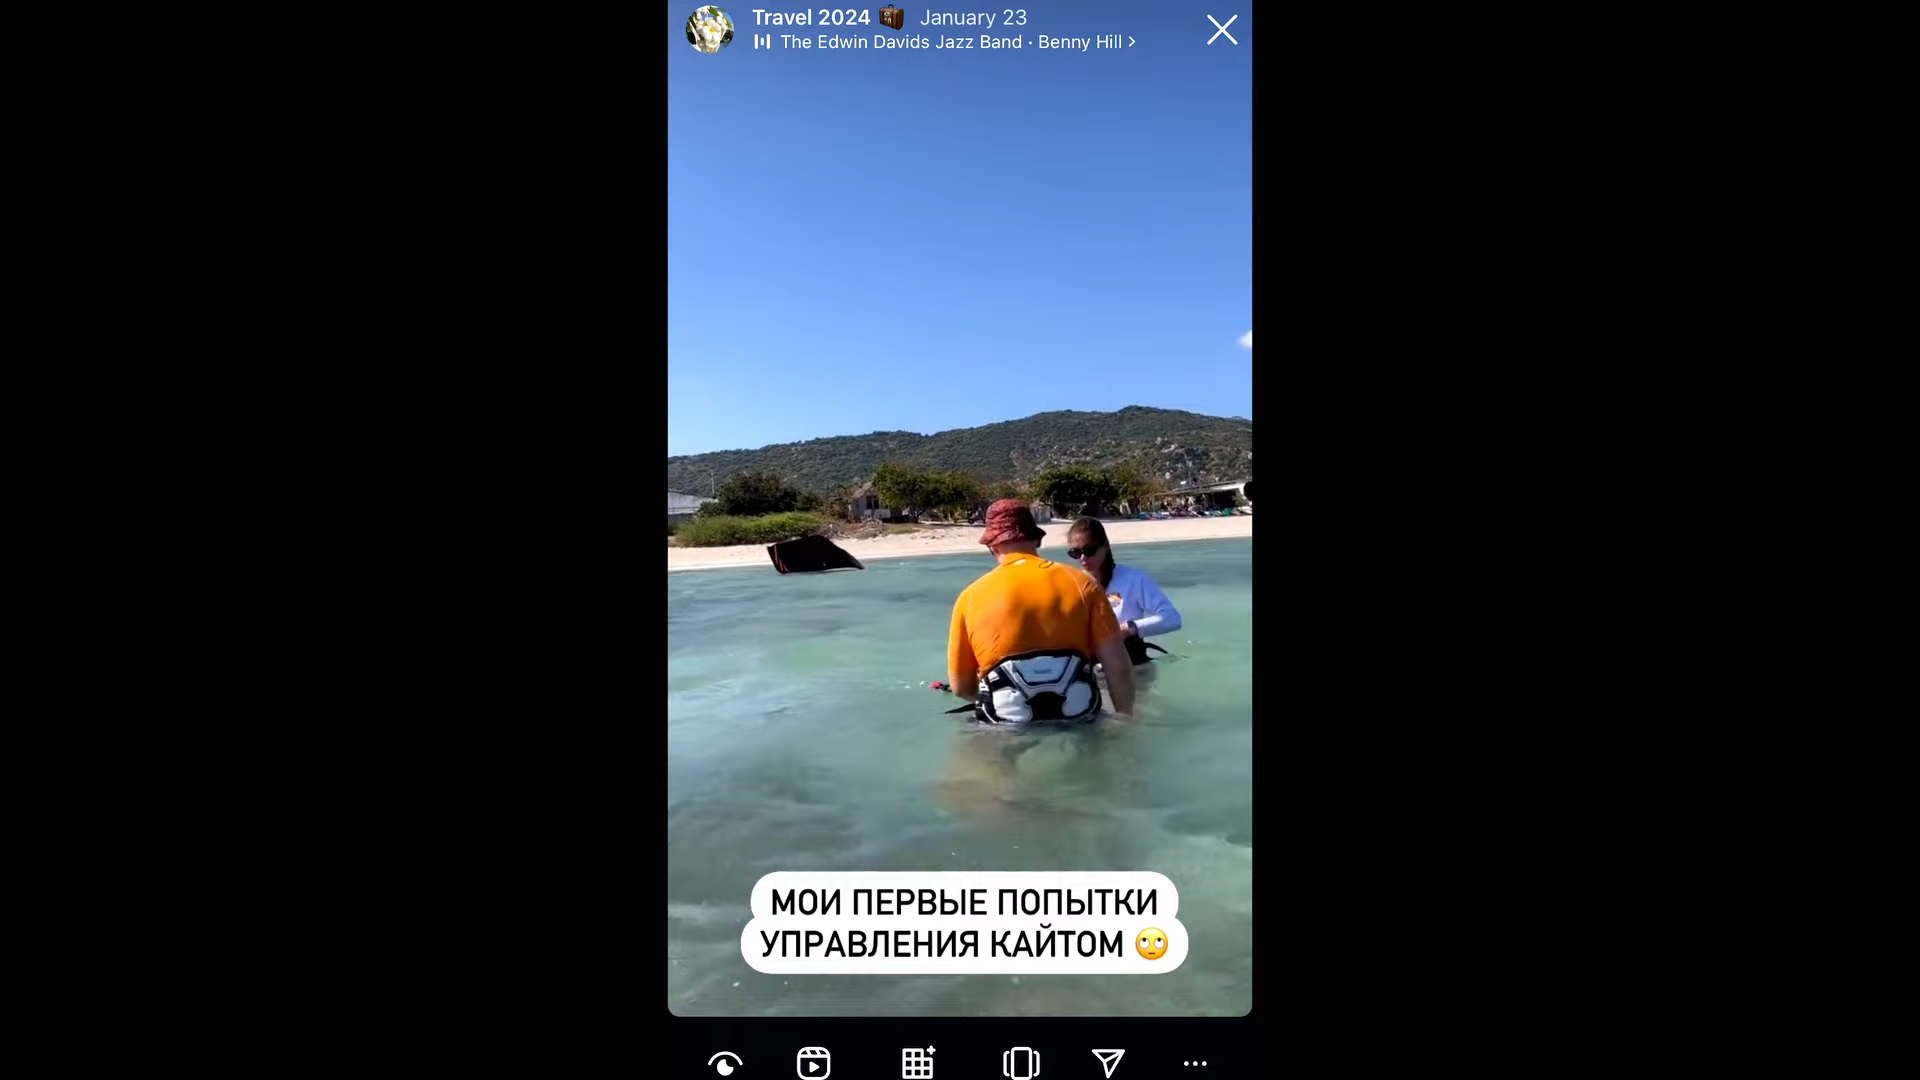 Travel 2024 🧳 January 23
The Edwin Davids Jazz Band · Benny Hill >
МОИ ПЕРВЫЕ ПОПЫТКИ
УПРАВЛЕНИЯ КАЙТОМ 🙄